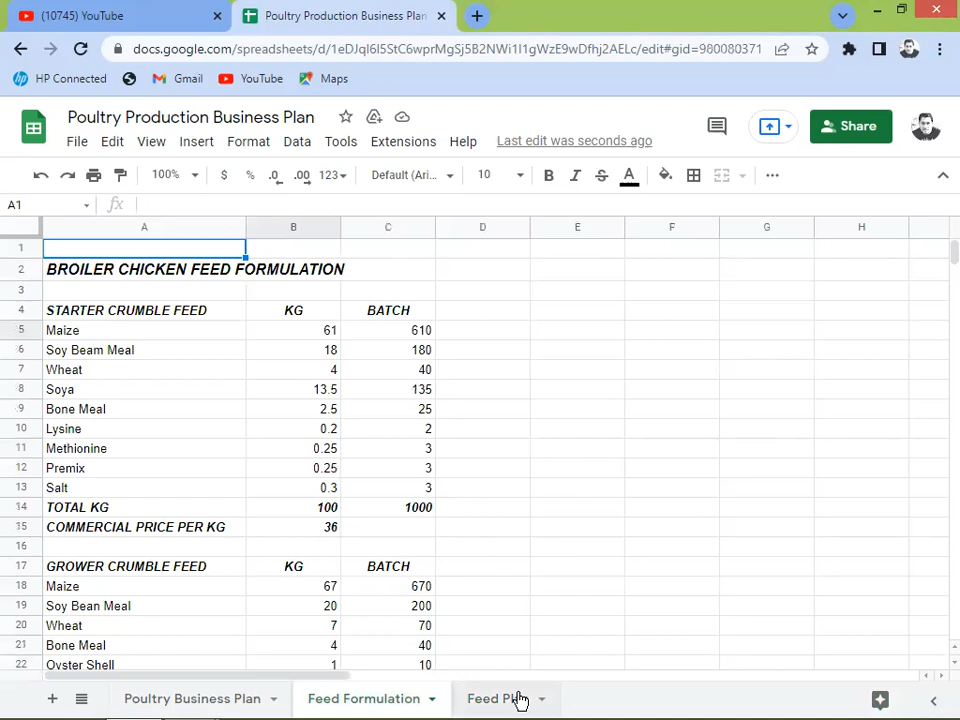 (10745) YouTube
Poultry Production Business Plan
docs.google.com/spreadsheets/d/1eDJqI6I5StC6wprMgSj5B2NWi1I1gWzE9wDfhj2AELc/edit#gid=980080371
HP Connected Gmail YouTube Maps
Poultry Production Business Plan
File Edit View Insert Format Data Tools Extensions Help Last edit was seconds ago
Share
100% $ % .0 .00 123 Default (Ari... 10 B I S A
A1 fx
A B C D E F G H
1
2 BROILER CHICKEN FEED FORMULATION
3
4 STARTER CRUMBLE FEED KG BATCH
5 Maize 61 610
6 Soy Beam Meal 18 180
7 Wheat 4 40
8 Soya 13.5 135
9 Bone Meal 2.5 25
10 Lysine 0.2 2
11 Methionine 0.25 3
12 Premix 0.25 3
13 Salt 0.3 3
14 TOTAL KG 100 1000
15 COMMERCIAL PRICE PER KG 36
16
17 GROWER CRUMBLE FEED KG BATCH
18 Maize 67 670
19 Soy Bean Meal 20 200
20 Wheat 7 70
21 Bone Meal 4 40
22 Oyster Shell 1 10
Poultry Business Plan Feed Formulation Feed